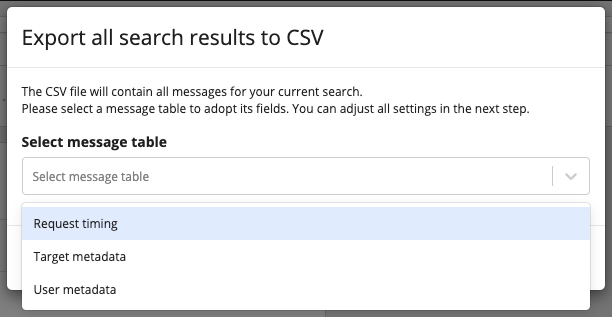 Export all search results to CSV
The CSV file will contain all messages for your current search.
Please select a message table to adopt its fields. You can adjust all settings in the next step.
Select message table
Select message table
Request timing
Target metadata
User metadata